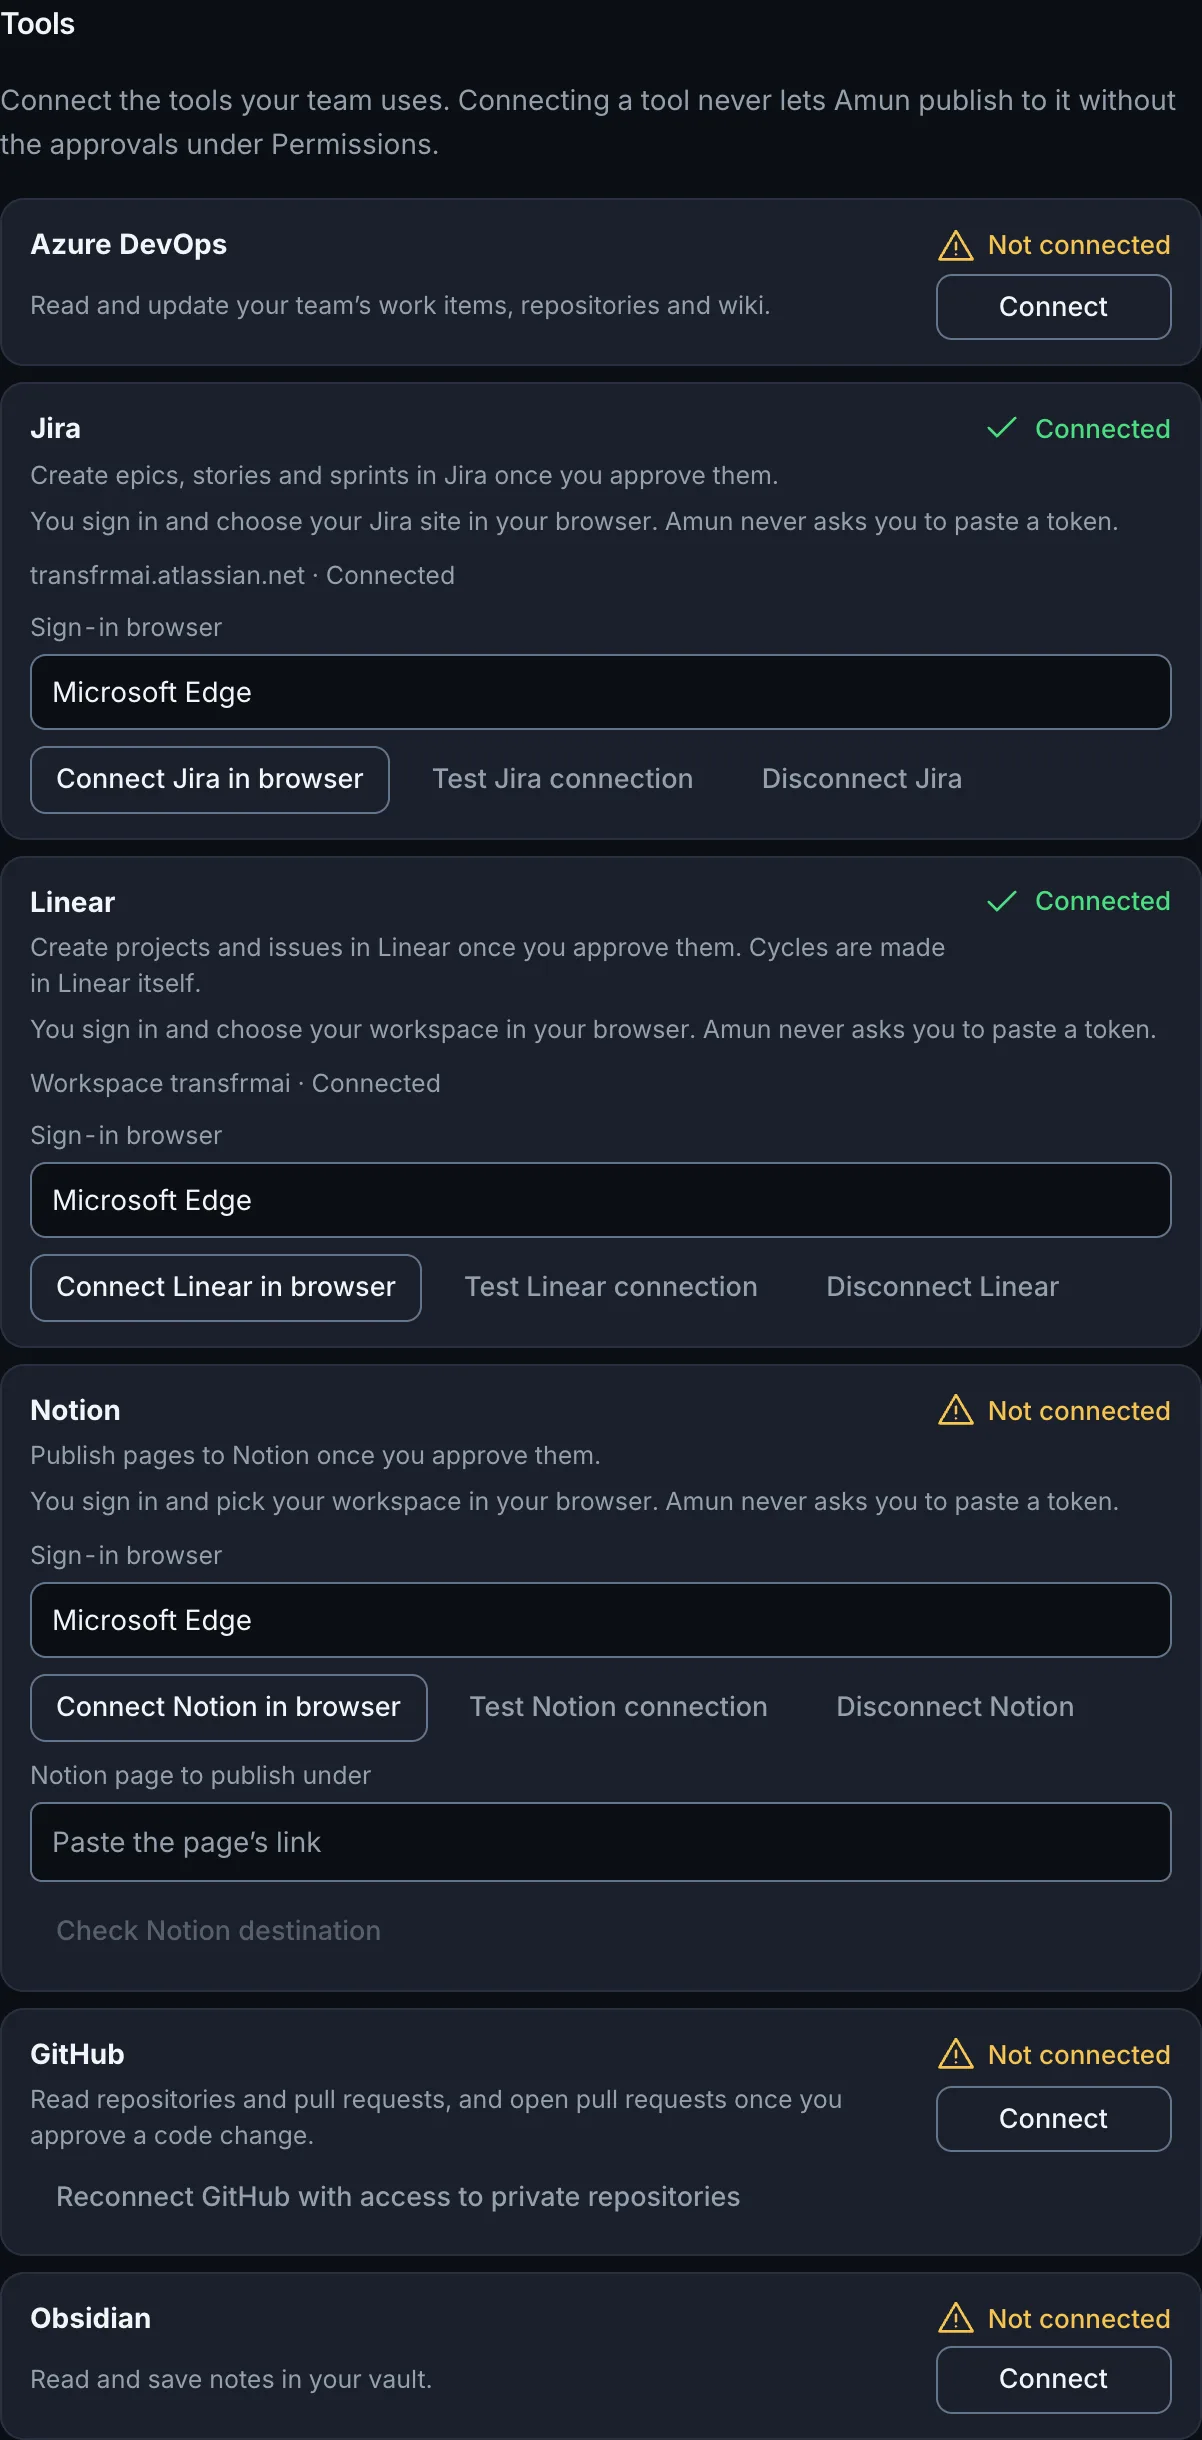 Tools
Connect the tools your team uses. Connecting a tool never lets Amun publish to it without
the approvals under Permissions.
Azure DevOps
Not connected
Read and update your team’s work items, repositories and wiki.
Connect
Jira
Connected
Create epics, stories and sprints in Jira once you approve them.
You sign in and choose your Jira site in your browser. Amun never asks you to paste a token.
transfrmai.atlassian.net · Connected
Sign-in browser
Microsoft Edge
Connect Jira in browser
Test Jira connection
Disconnect Jira
Linear
Connected
Create projects and issues in Linear once you approve them. Cycles are made
in Linear itself.
You sign in and choose your workspace in your browser. Amun never asks you to paste a token.
Workspace transfrmai · Connected
Sign-in browser
Microsoft Edge
Connect Linear in browser
Test Linear connection
Disconnect Linear
Notion
Not connected
Publish pages to Notion once you approve them.
You sign in and pick your workspace in your browser. Amun never asks you to paste a token.
Sign-in browser
Microsoft Edge
Connect Notion in browser
Test Notion connection
Disconnect Notion
Notion page to publish under
Paste the page’s link
Check Notion destination
GitHub
Not connected
Read repositories and pull requests, and open pull requests once you
approve a code change.
Connect
Reconnect GitHub with access to private repositories
Obsidian
Not connected
Read and save notes in your vault.
Connect